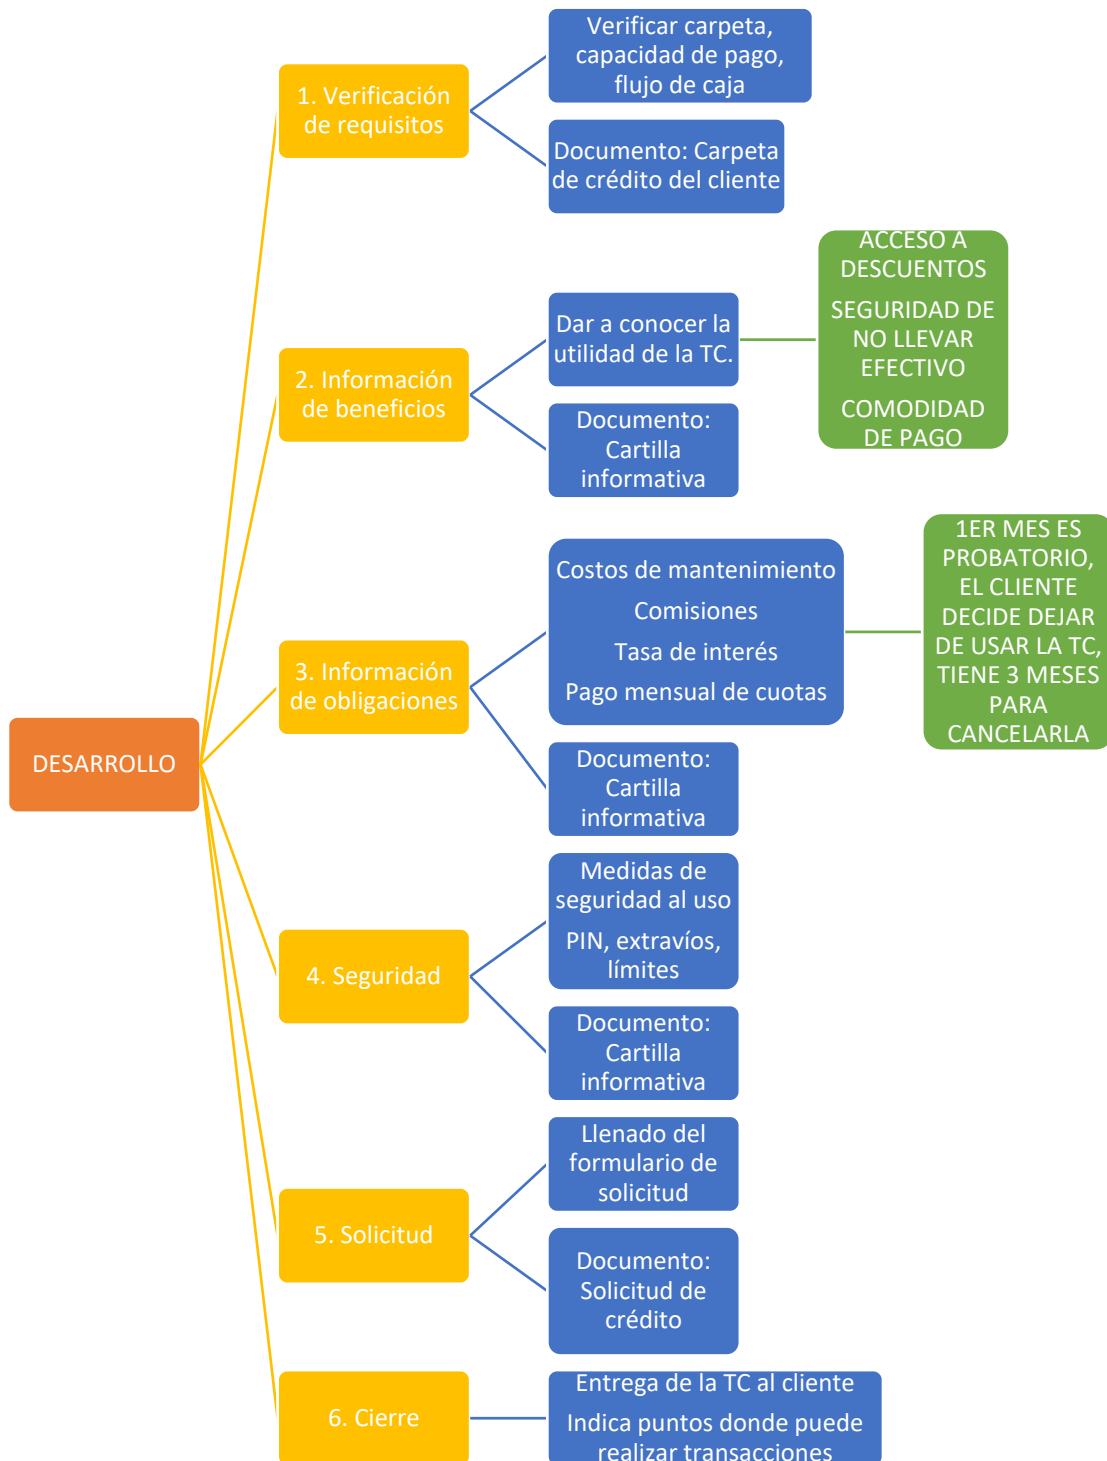 DESARROLLO
1. Verificación
de requisitos
Verificar carpeta,
capacidad de pago,
flujo de caja
Documento: Carpeta
de crédito del cliente
2. Información
de beneficios
Dar a conocer la
utilidad de la TC.
ACCESO A
DESCUENTOS
SEGURIDAD DE
NO LLEVAR
EFECTIVO
COMODIDAD
DE PAGO
Documento:
Cartilla
informativa
3. Información
de obligaciones
Costos de mantenimiento
Comisiones
Tasa de interés
Pago mensual de cuotas
1ER MES ES
PROBATORIO,
EL CLIENTE
DECIDE DEJAR
DE USAR LA TC,
TIENE 3 MESES
PARA
CANCELARLA
Documento:
Cartilla
informativa
4. Seguridad
Medidas de
seguridad al uso
PIN, extravíos,
límites
Documento:
Cartilla
informativa
5. Solicitud
Llenado del
formulario de
solicitud
Documento:
Solicitud de
crédito
6. Cierre
Entrega de la TC al cliente
Indica puntos donde puede
realizar transacciones